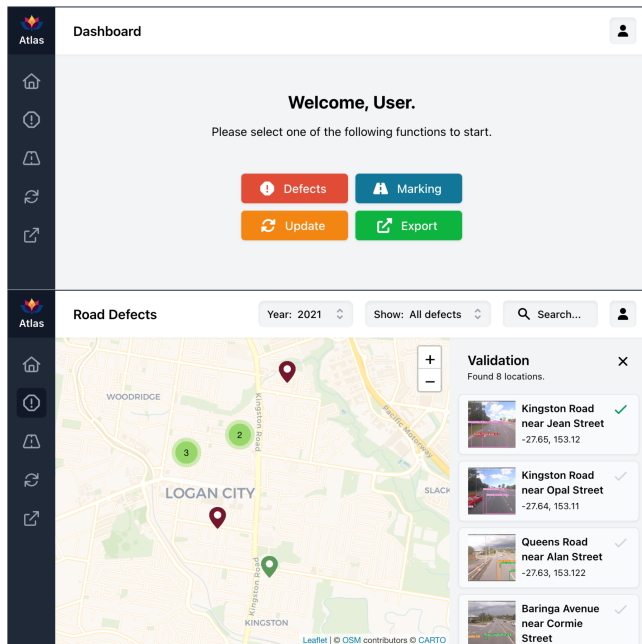 Atlas
Dashboard
Welcome, User.
Please select one of the following functions to start.
Defects
Marking
Update
Export
Atlas
Road Defects
Year: 2021
Show: All defects
Search...
+
−
WOODRIDGE
Kingston Road
Pacific Motorway
3
2
LOGAN CITY
SLACK
Kingston Road
KINGSTON
Leaflet | © OSM contributors © CARTO
Validation
Found 8 locations.
Kingston Road
near Jean Street
-27.65, 153.12
Kingston Road
near Opal Street
-27.64, 153.11
Queens Road
near Alan Street
-27.63, 153.122
Baringa Avenue
near Cormie
Street